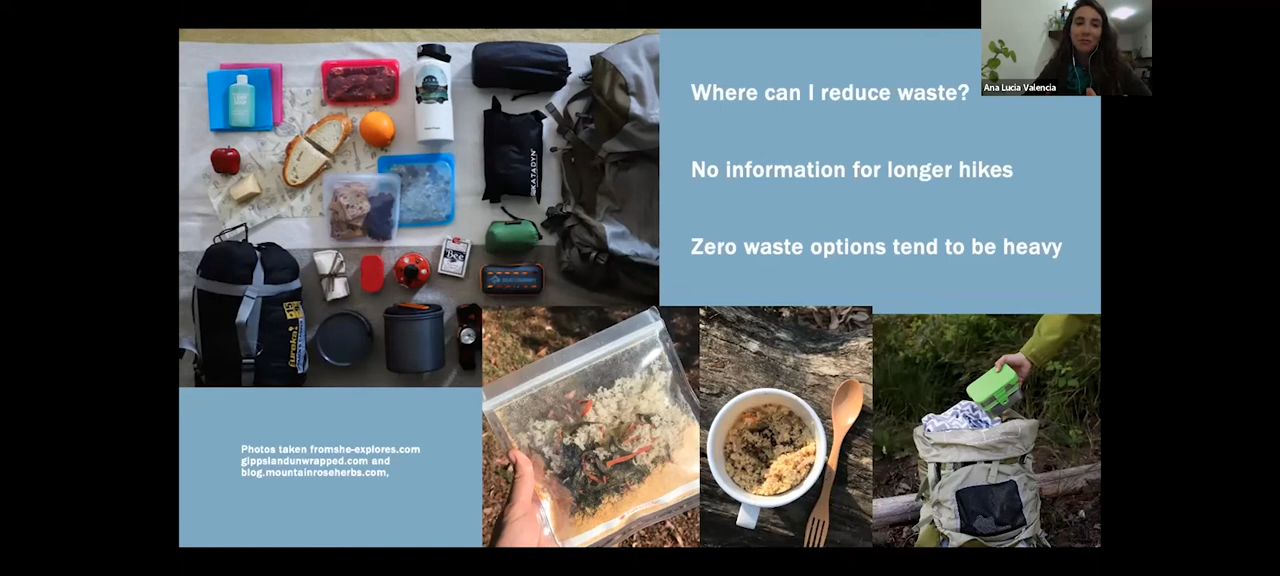 Ana Lucia Valencia
Where can I reduce waste?
No information for longer hikes
Zero waste options tend to be heavy
KATADYN
Bee
eureka!
Photos taken fromshe-explores.com
gippslandunwrapped.com and
blog.mountainroseherbs.com,